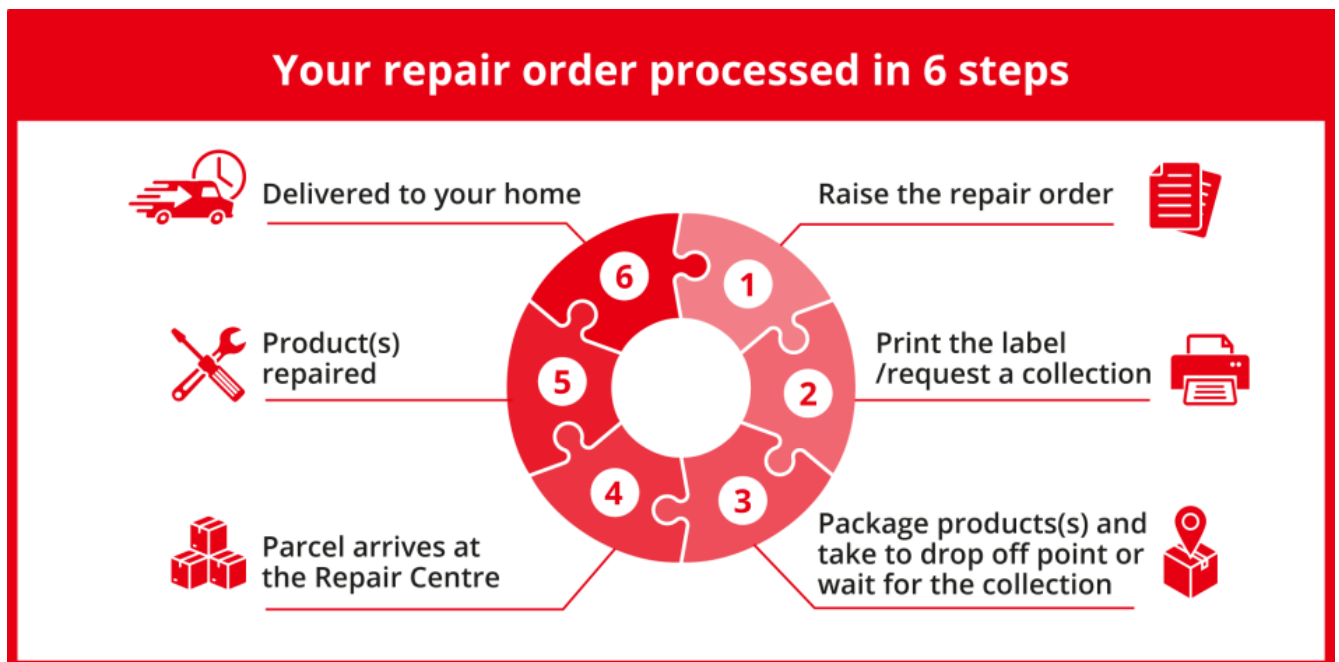 Your repair order processed in 6 steps
1
Raise the repair order
2
Print the label
/request a collection
3
Package products(s) and
take to drop off point or
wait for the collection
4
Parcel arrives at
the Repair Centre
5
Product(s)
repaired
6
Delivered to your home